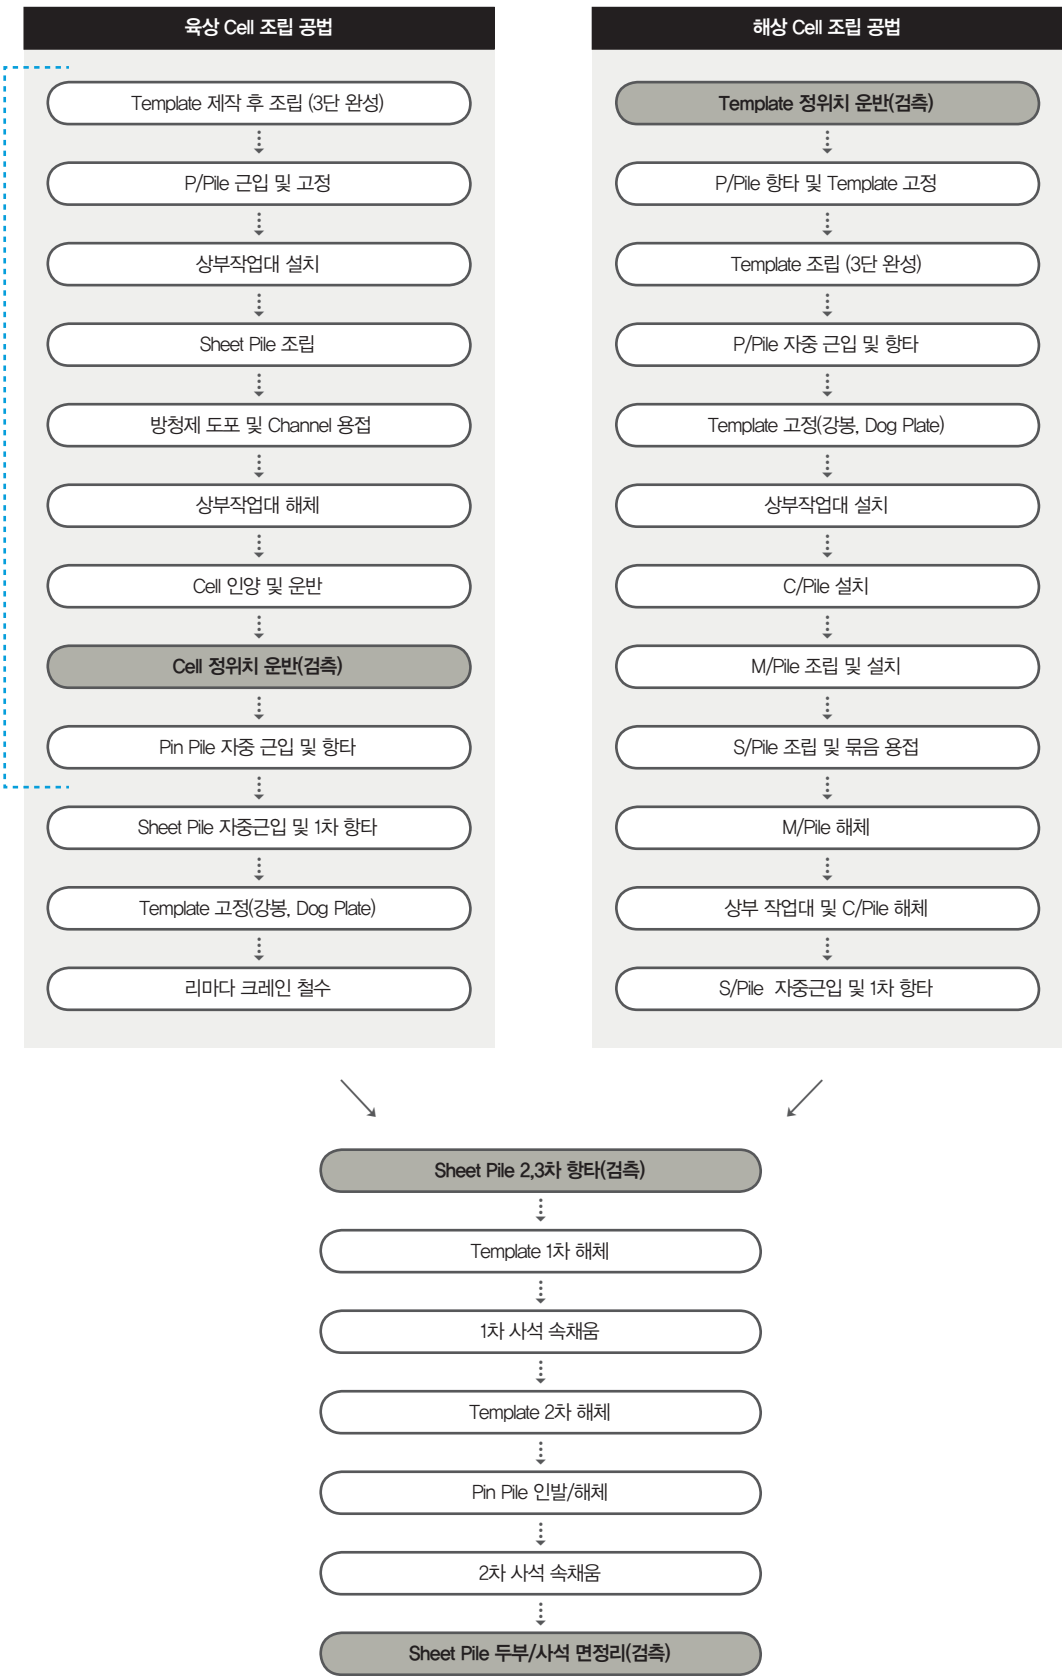 육상 Cell 조립 공법
Template 제작 후 조립 (3단 완성)
P/Pile 근입 및 고정
상부작업대 설치
Sheet Pile 조립
방청제 도포 및 Channel 용접
상부작업대 해체
Cell 인양 및 운반
Cell 정위치 운반(검측)
Pin Pile 자중 근입 및 항타
Sheet Pile 자중근입 및 1차 항타
Template 고정(강봉, Dog Plate)
리마다 크레인 철수
해상 Cell 조립 공법
Template 정위치 운반(검측)
P/Pile 항타 및 Template 고정
Template 조립 (3단 완성)
P/Pile 자중 근입 및 항타
Template 고정(강봉, Dog Plate)
상부작업대 설치
C/Pile 설치
M/Pile 조립 및 설치
S/Pile 조립 및 묶음 용접
M/Pile 해체
상부 작업대 및 C/Pile 해체
S/Pile 자중근입 및 1차 항타
Sheet Pile 2,3차 항타(검측)
Template 1차 해체
1차 사석 속채움
Template 2차 해체
Pin Pile 인발/해체
2차 사석 속채움
Sheet Pile 두부/사석 면정리(검측)